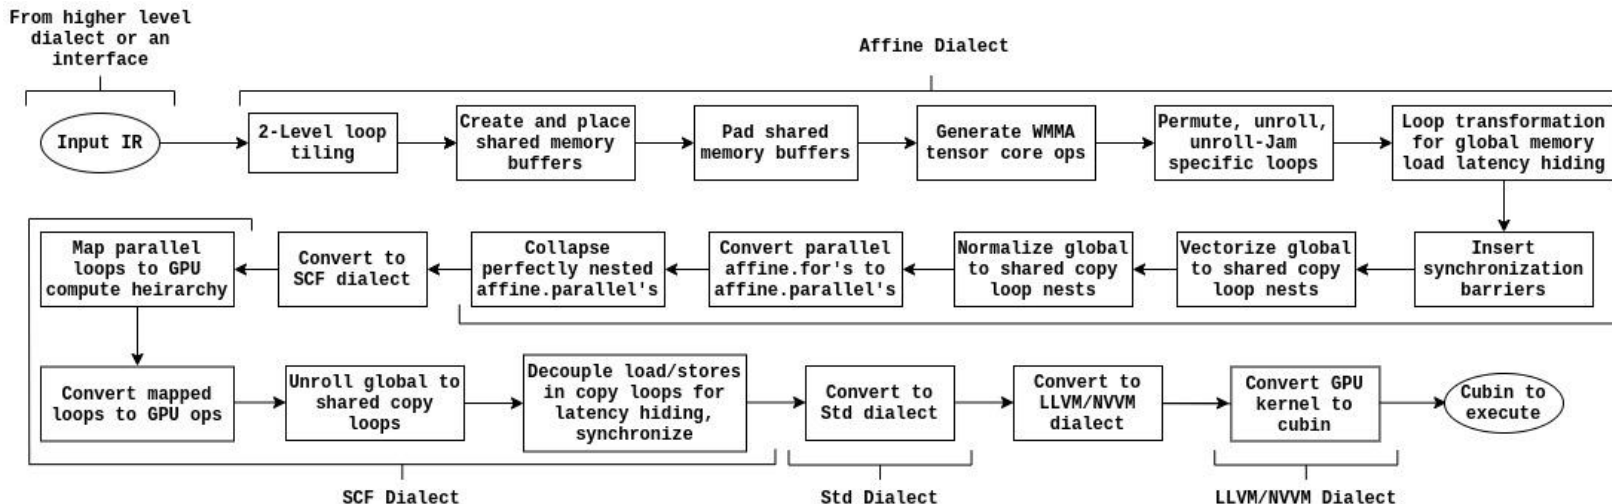 From higher level
dialect or an
interface
Affine Dialect
Input IR
2-Level loop
tiling
Create and place
shared memory
buffers
Pad shared
memory buffers
Generate WMMA
tensor core ops
Permute, unroll,
unroll-Jam
specific loops
Loop transformation
for global memory
load latency hiding
Insert
synchronization
barriers
Vectorize global
to shared copy
loop nests
Normalize global
to shared copy
loop nests
Convert parallel
affine.for's to
affine.parallel's
Collapse
perfectly nested
affine.parallel's
Convert to
SCF dialect
Map parallel
loops to GPU
compute heirarchy
Convert mapped
loops to GPU ops
Unroll global to
shared copy
loops
Decouple load/stores
in copy loops for
latency hiding,
synchronize
Convert to
Std dialect
Convert to
LLVM/NVVM
dialect
Convert GPU
kernel to
cubin
Cubin to
execute
SCF Dialect
Std Dialect
LLVM/NVVM Dialect